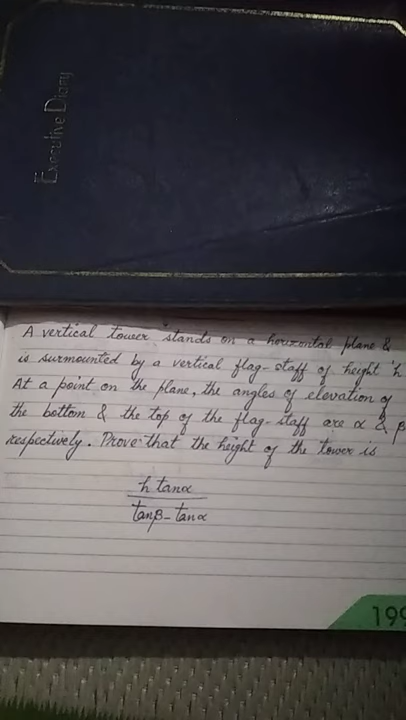 Executive Diary
A vertical tower stands on a horizontal plane &
is surmounted by a vertical flag-staff of height 'h
At a point on the plane, the angles of elevation of
the bottom & the top of the flag-staff are α & β
respectively. Prove that the height of the tower is
h tanα
tanβ - tanα
199